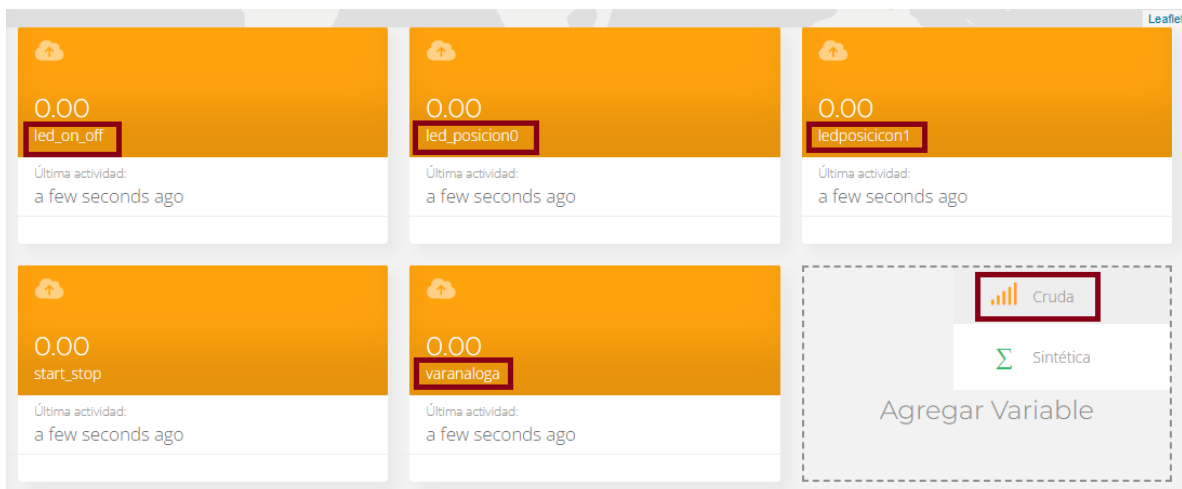 Leaflet
0.00
led_on_off
Última actividad:
a few seconds ago
0.00
led_posicion0
Última actividad:
a few seconds ago
0.00
ledposicicon1
Última actividad:
a few seconds ago
0.00
start_stop
Última actividad:
a few seconds ago
0.00
varanaloga
Última actividad:
a few seconds ago
Cruda
Sintética
Agregar Variable